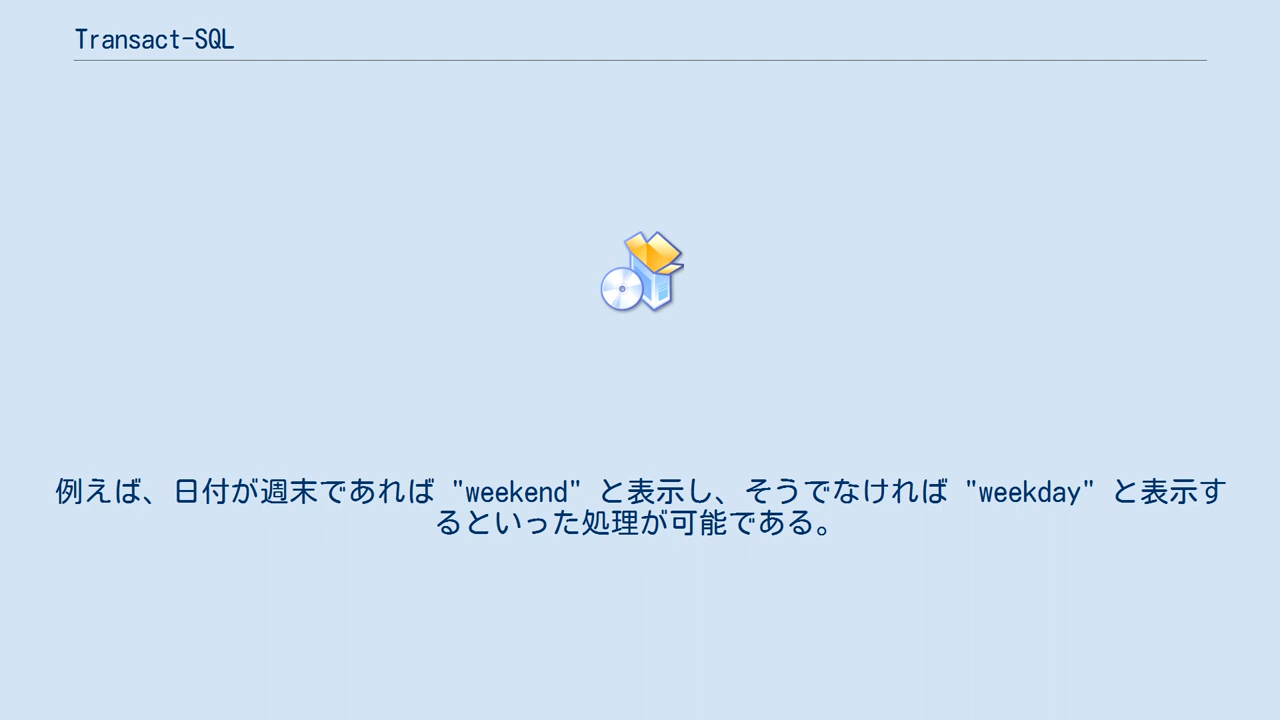 Transact-SQL
例えば、日付が週末であれば "weekend" と表示し、そうでなければ "weekday" と表示す
るといった処理が可能である。